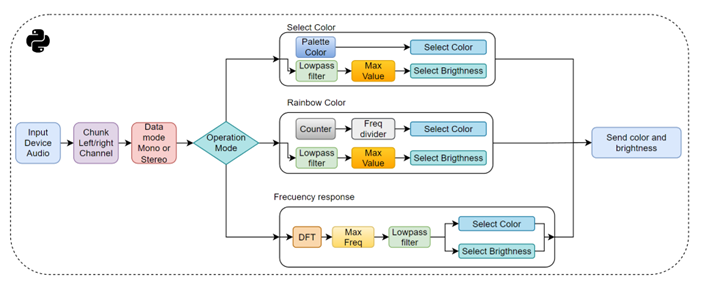 Select Color
Palette
Color
Select Color
Lowpass
filter
Max
Value
Select Brigthness
Rainbow Color
Counter
Freq
divider
Select Color
Lowpass
filter
Max
Value
Select Brigthness
Input
Device
Audio
Chunk
Left/right
Channel
Data
mode
Mono or
Stereo
Operation
Mode
Send color and
brightness
Frecuency response
DFT
Max
Freq
Lowpass
filter
Select Color
Select Brigthness